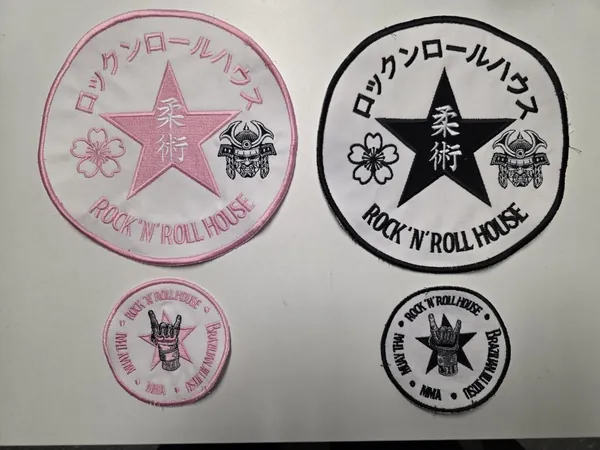 ロックンロールハウス
柔術
ROCK 'N' ROLL HOUSE
ロックンロールハウス
柔術
ROCK 'N' ROLL HOUSE
ROCK 'N' ROLL HOUSE
BRAZILIAN JIU JITSU
MMA
MUAY THAI
ROCK 'N' ROLL HOUSE
BRAZILIAN JIU JITSU
MMA
MUAY THAI